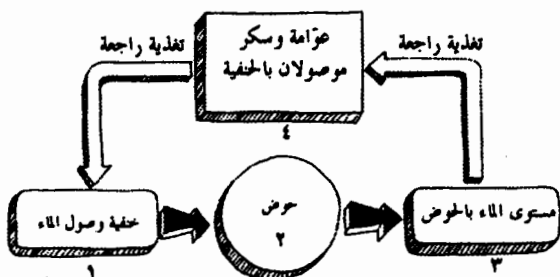 تغذية راجعة
عوّامة وسكر
موصولان بالحنفية
٤
تغذية راجعة
حنفية وصول الماء
١
حوض
٢
مستوى الماء بالحوض
٣